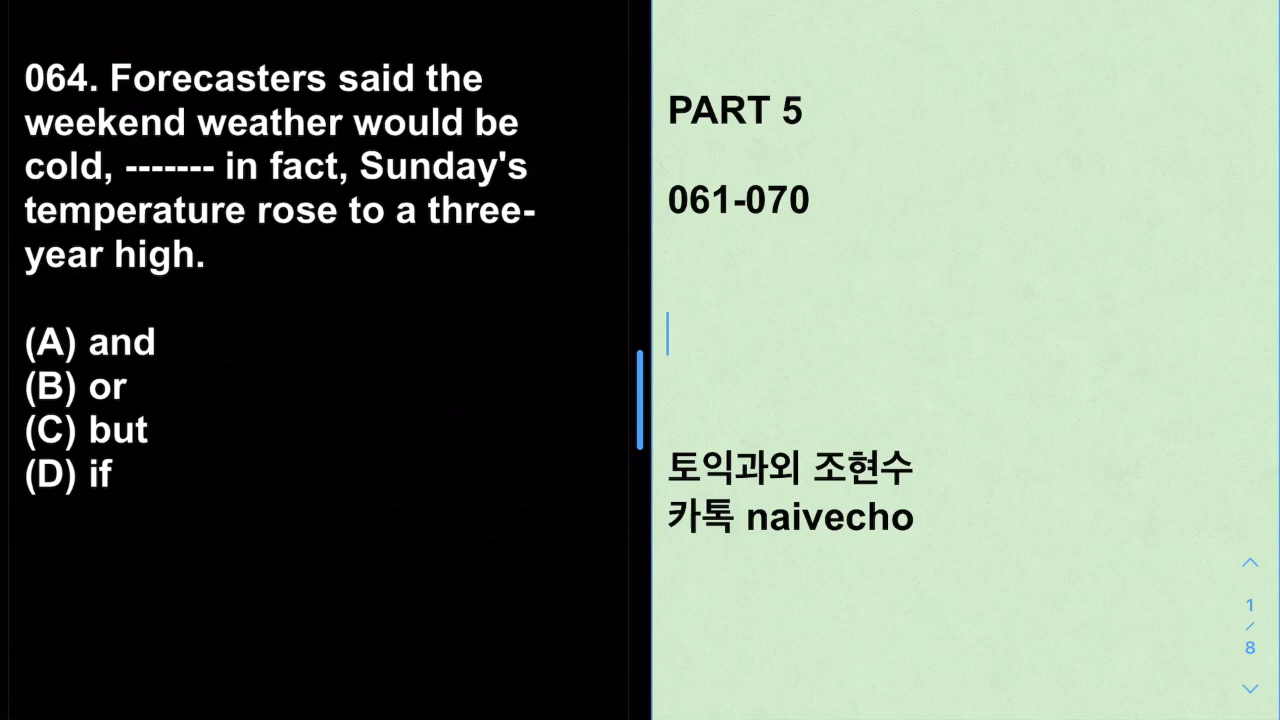 064. Forecasters said the
weekend weather would be
cold, ------- in fact, Sunday's
temperature rose to a three-
year high.
(A) and
(B) or
(C) but
(D) if
PART 5
061-070
토익과외 조현수
카톡 naivecho
1
/
8